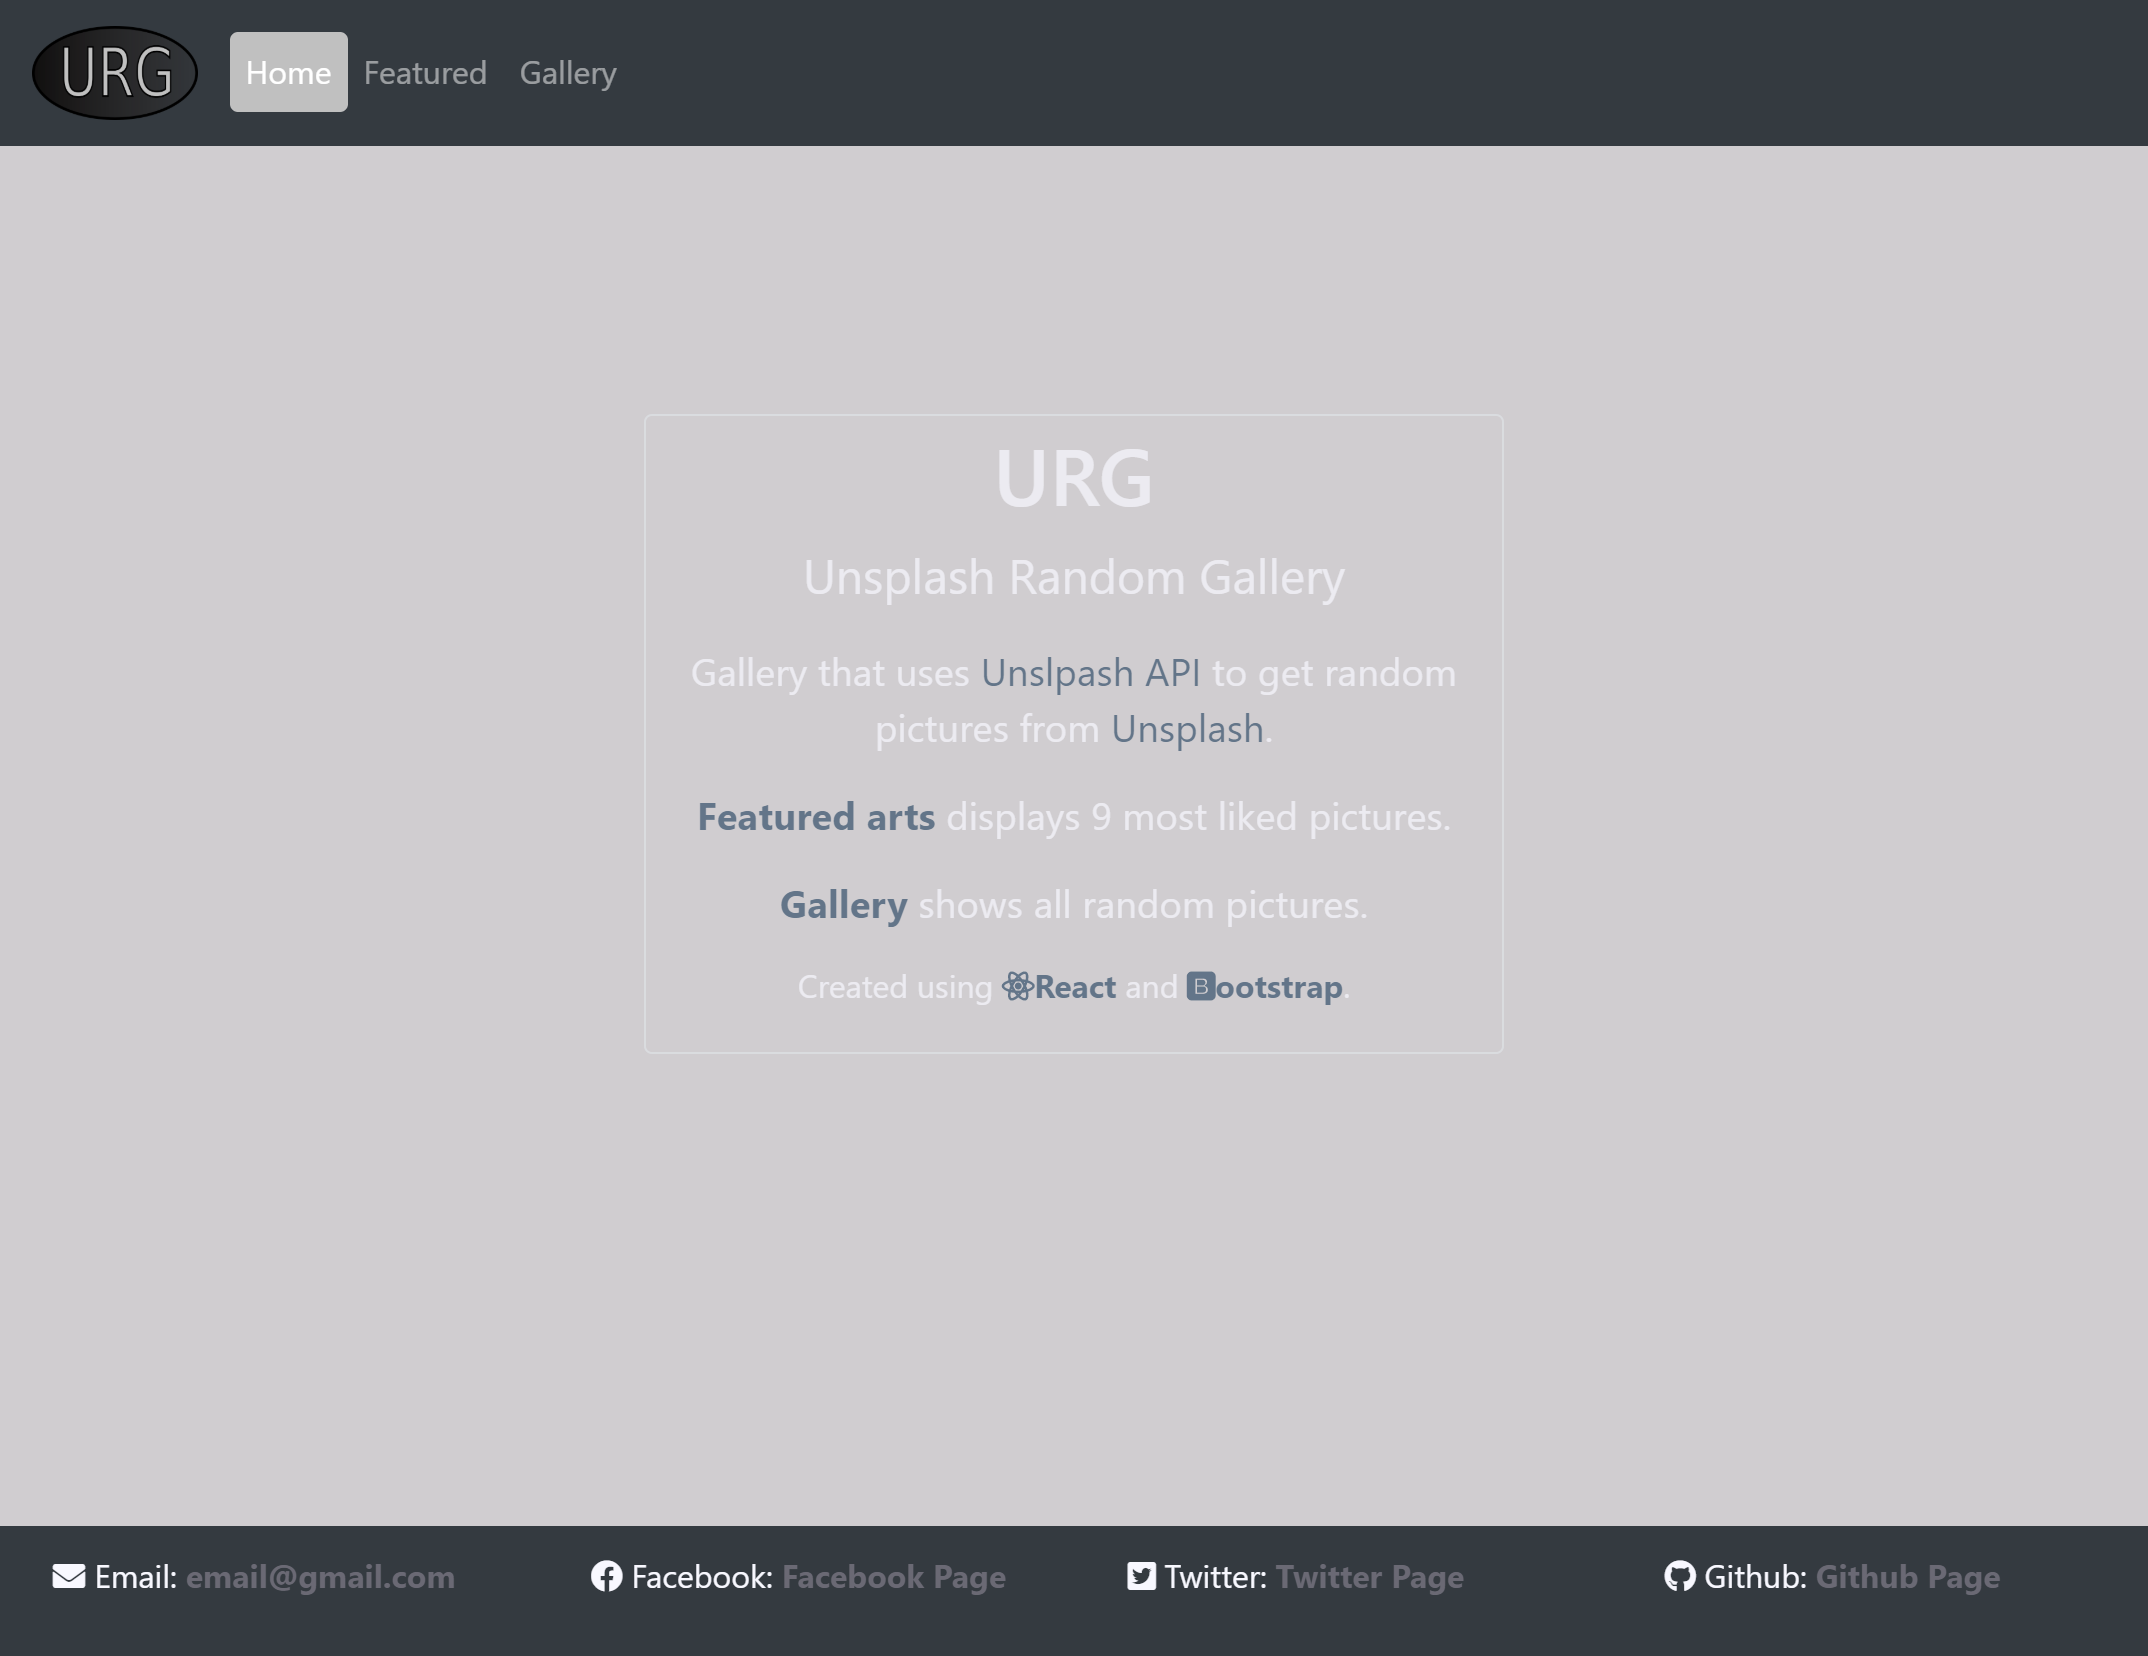 URG Home Featured Gallery
URG
Unsplash Random Gallery
Gallery that uses Unslpash API to get random
pictures from Unsplash.
Featured arts displays 9 most liked pictures.
Gallery shows all random pictures.
Created using React and Bootstrap.
Email: email@gmail.com Facebook: Facebook Page Twitter: Twitter Page Github: Github Page